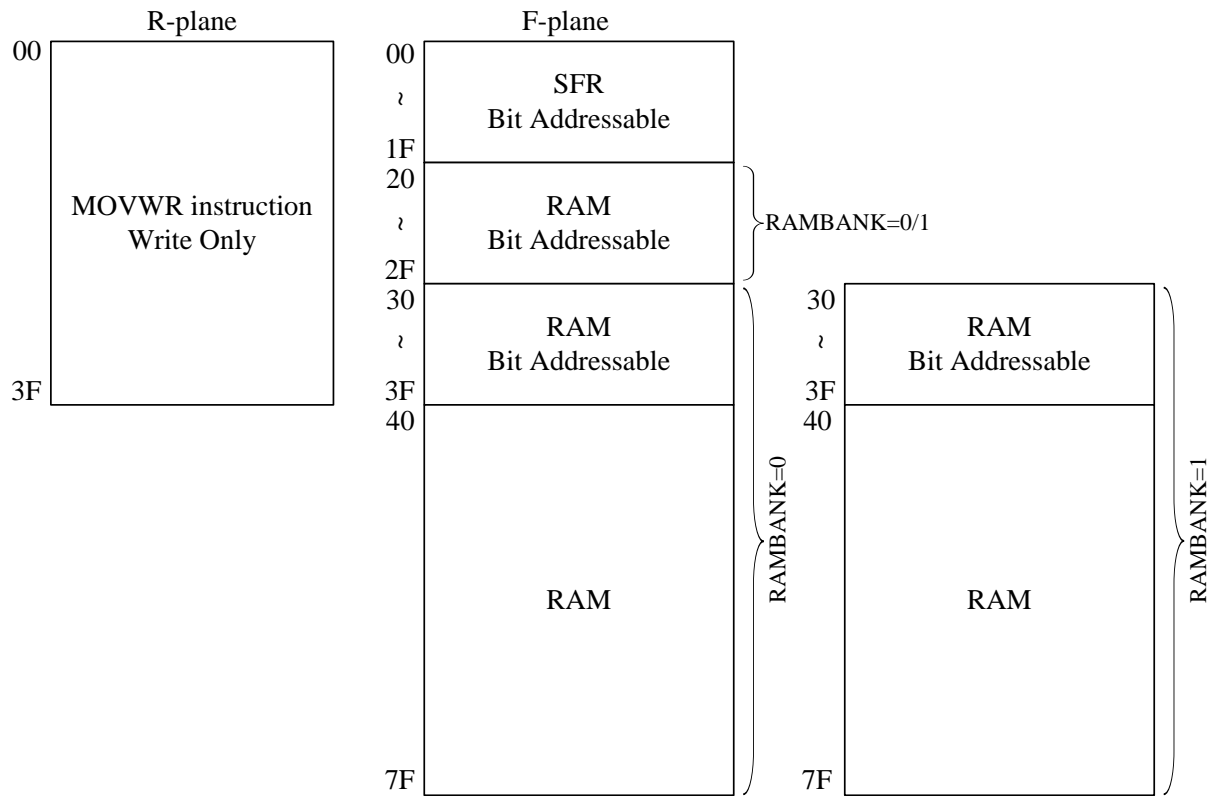 R-plane
00
MOVWR instruction
Write Only
3F
F-plane
00
~
1F
SFR
Bit Addressable
20
~
2F
RAM
Bit Addressable
RAMBANK=0/1
30
~
3F
RAM
Bit Addressable
40
RAM
7F
RAMBANK=0
30
~
3F
RAM
Bit Addressable
40
RAM
7F
RAMBANK=1